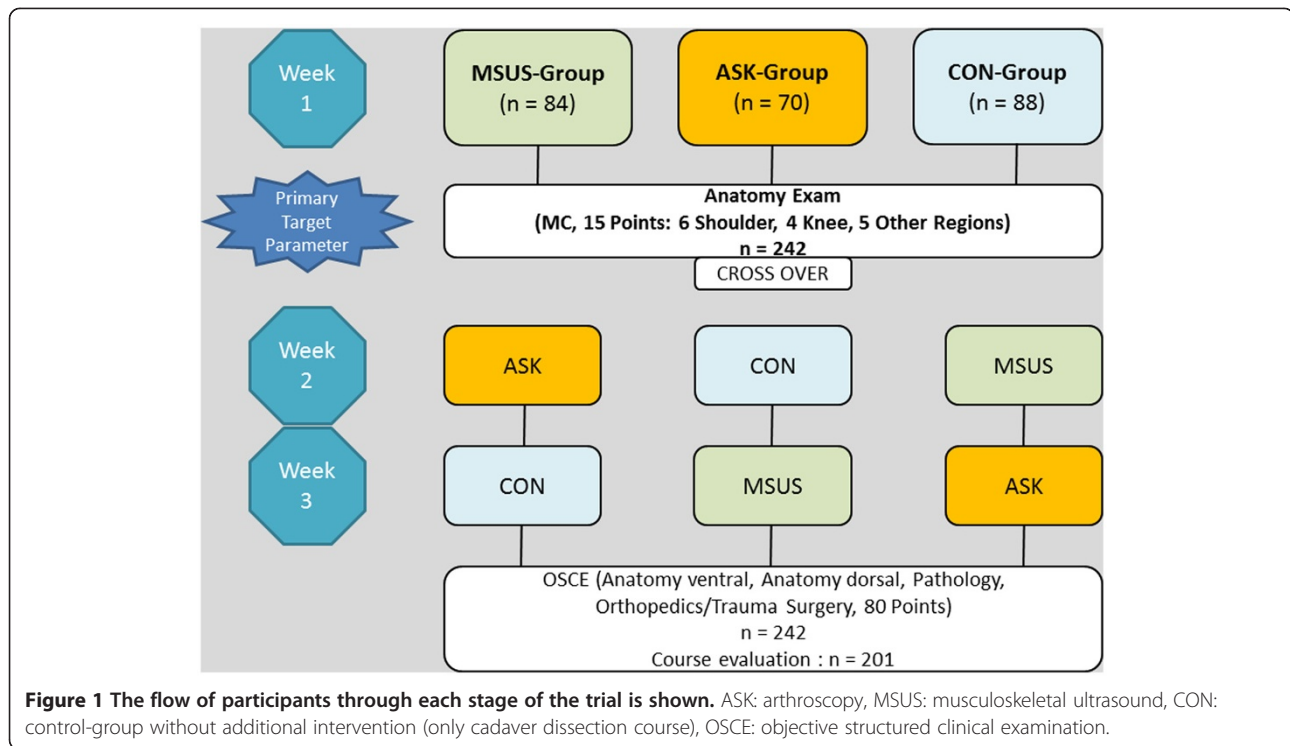 Week
1
MSUS-Group
(n = 84)
ASK-Group
(n = 70)
CON-Group
(n = 88)
Primary
Target
Parameter
Anatomy Exam
(MC, 15 Points: 6 Shoulder, 4 Knee, 5 Other Regions)
n = 242
CROSS OVER
Week
2
ASK
CON
MSUS
Week
3
CON
MSUS
ASK
OSCE (Anatomy ventral, Anatomy dorsal, Pathology,
Orthopedics/Trauma Surgery, 80 Points)
n = 242
Course evaluation : n = 201
Figure 1 The flow of participants through each stage of the trial is shown. ASK: arthroscopy, MSUS: musculoskeletal ultrasound, CON:
control-group without additional intervention (only cadaver dissection course), OSCE: objective structured clinical examination.